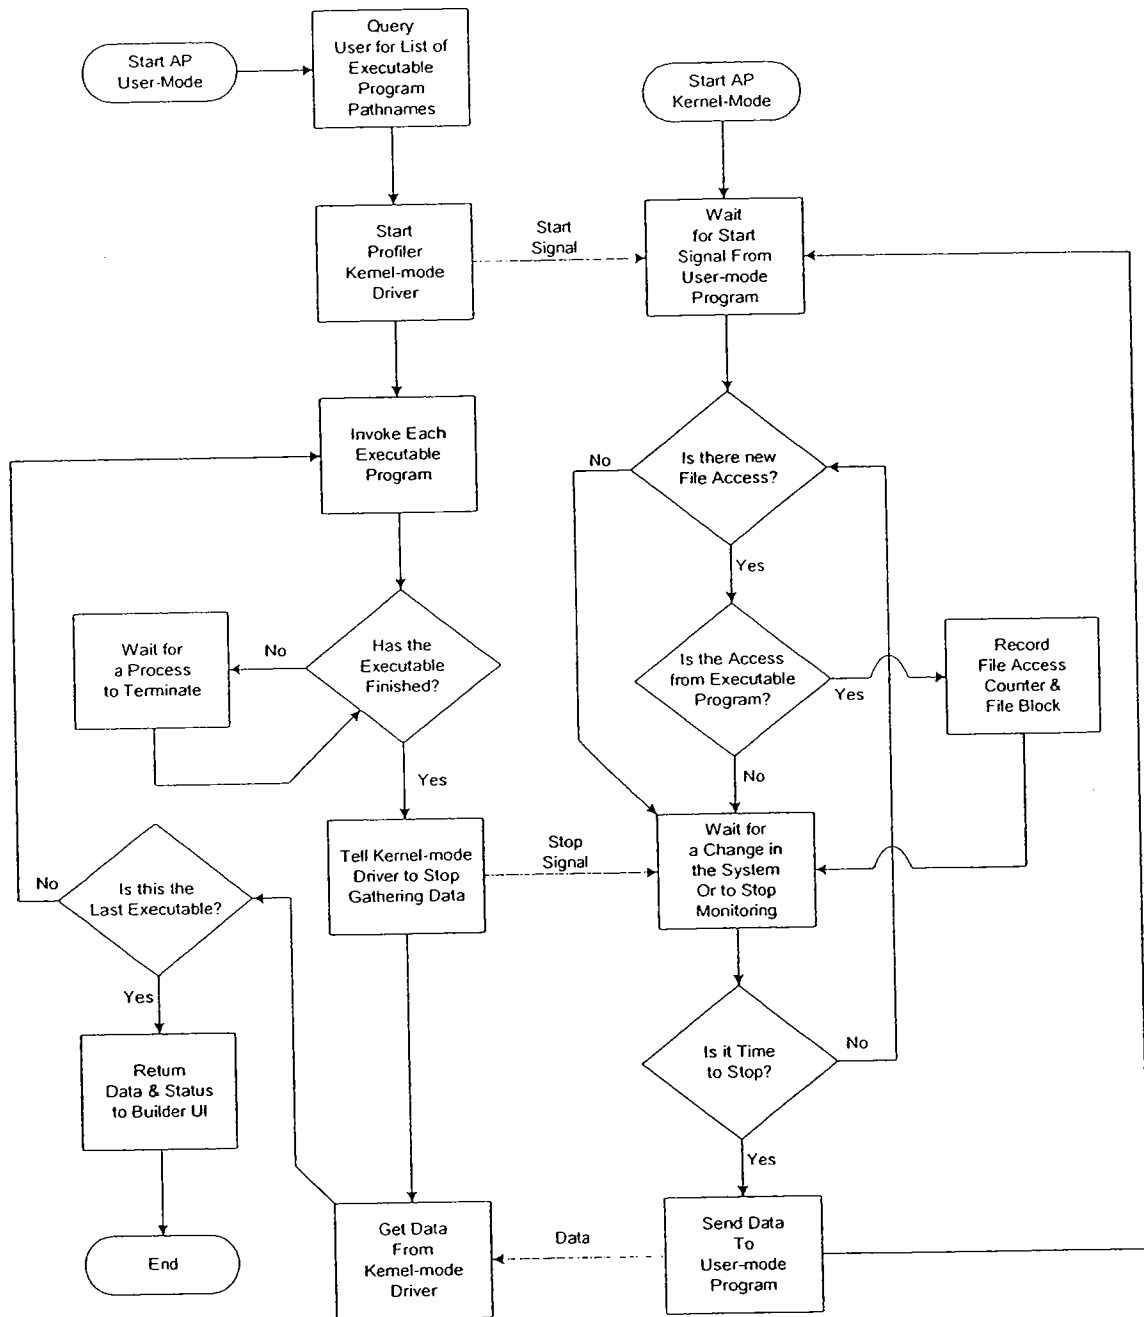 Start AP
User-Mode
Query
User for List of
Executable
Program
Pathnames
Start AP
Kernel-Mode
Start
Profiler
Kernel-mode
Driver
Start
Signal
Wait
for Start
Signal From
User-mode
Program
Invoke Each
Executable
Program
No
Is there new
File Access?
Yes
Wait for
a Process
to Terminate
No
Has the
Executable
Finished?
Is the Access
from Executable
Program?
Yes
Record
File Access
Counter &
File Block
Yes
No
No
Is this the
Last Executable?
Tell Kernel-mode
Driver to Stop
Gathering Data
Stop
Signal
Wait for
a Change in
the System
Or to Stop
Monitoring
Yes
Return
Data & Status
to Builder UI
Is it Time
to Stop?
No
Yes
End
Get Data
From
Kernel-mode
Driver
Data
Send Data
To
User-mode
Program